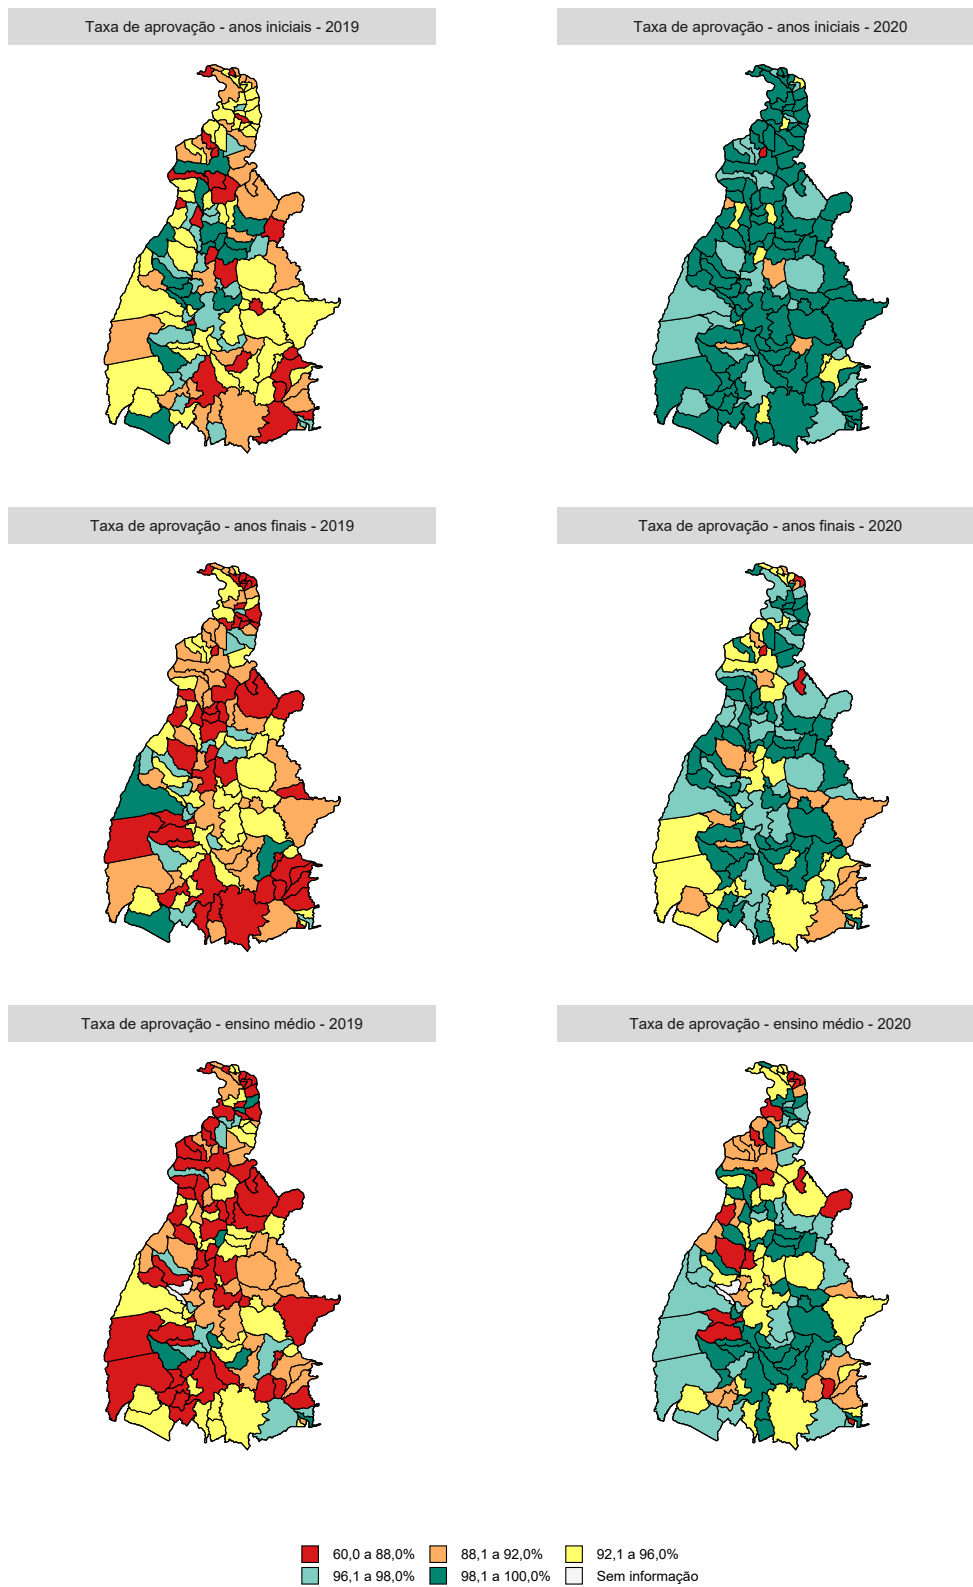 Taxa de aprovação - anos iniciais - 2019
Taxa de aprovação - anos iniciais - 2020
Taxa de aprovação - anos finais - 2019
Taxa de aprovação - anos finais - 2020
Taxa de aprovação - ensino médio - 2019
Taxa de aprovação - ensino médio - 2020
60,0 a 88,0% 88,1 a 92,0% 92,1 a 96,0%
96,1 a 98,0% 98,1 a 100,0% Sem informação